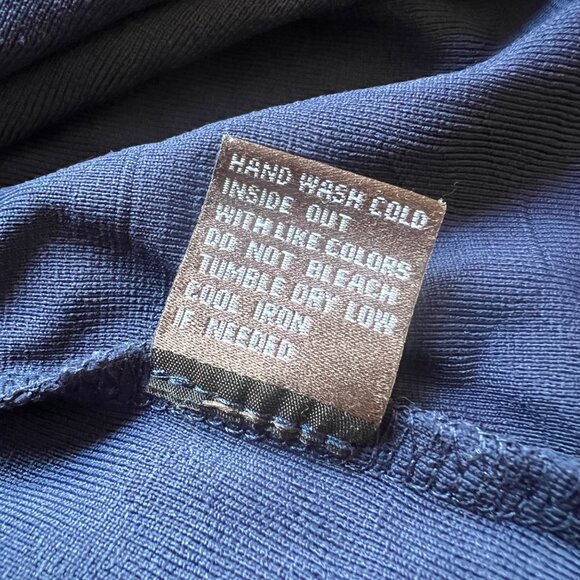 HAND WASH COLD
INSIDE OUT
WITH LIKE COLORS
DO NOT BLEACH
TUMBLE DRY LOW
COOL IRON
IF NEEDED